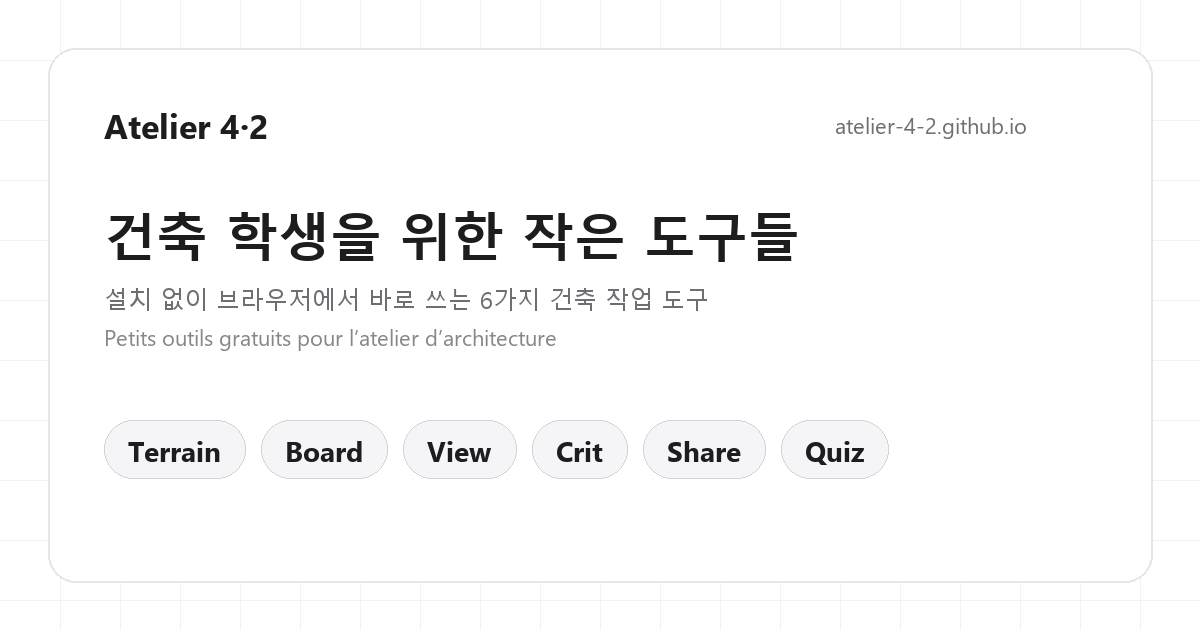 Atelier 4·2
atelier-4-2.github.io
건축 학생을 위한 작은 도구들
설치 없이 브라우저에서 바로 쓰는 6가지 건축 작업 도구
Petits outils gratuits pour l’atelier d’architecture
Terrain Board View Crit Share Quiz